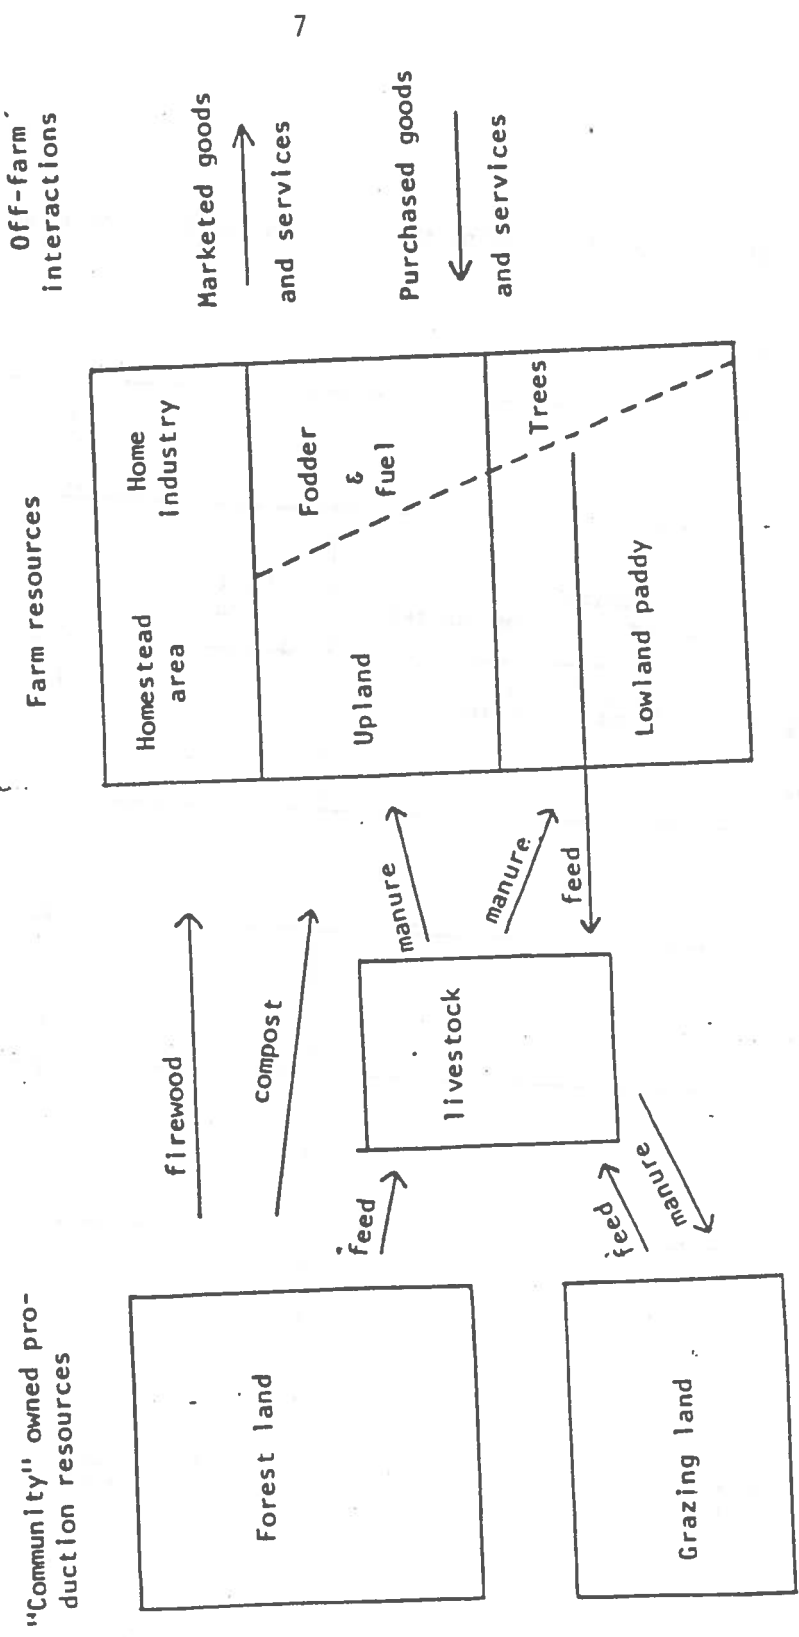 7
"Community" owned pro-
duction resources
Farm resources
Off-farm
interactions
Forest land
Grazing land
firewood
compost
feed
feed
manure
livestock
manure
manure
feed
Homestead
area
Home
Industry
Upland
Fodder
&
fuel
Trees
Lowland paddy
Marketed goods
and services
Purchased goods
and services